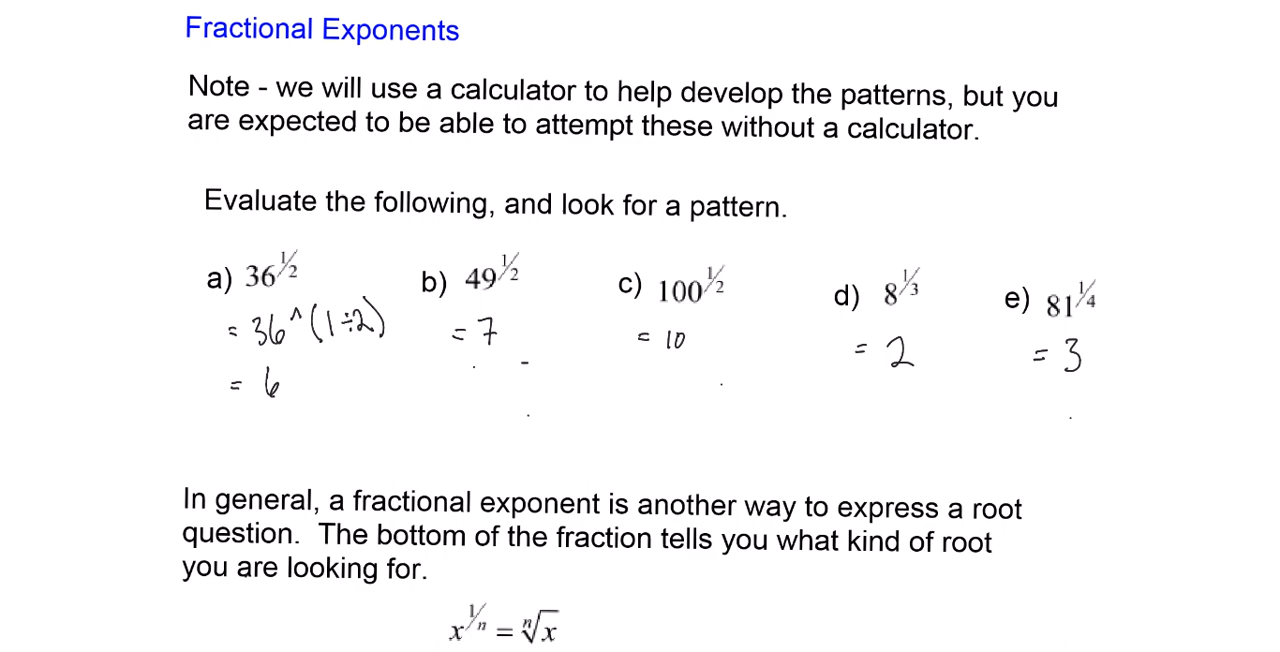 Fractional Exponents
Note - we will use a calculator to help develop the patterns, but you
are expected to be able to attempt these without a calculator.
Evaluate the following, and look for a pattern.
a) 36^1/2 b) 49^1/2 c) 100^1/2 d) 8^1/3 e) 81^1/4
= 36^(1÷2) = 7 = 10 = 2 = 3
= 6
In general, a fractional exponent is another way to express a root
question. The bottom of the fraction tells you what kind of root
you are looking for.
x^1/n = ⁿ√x